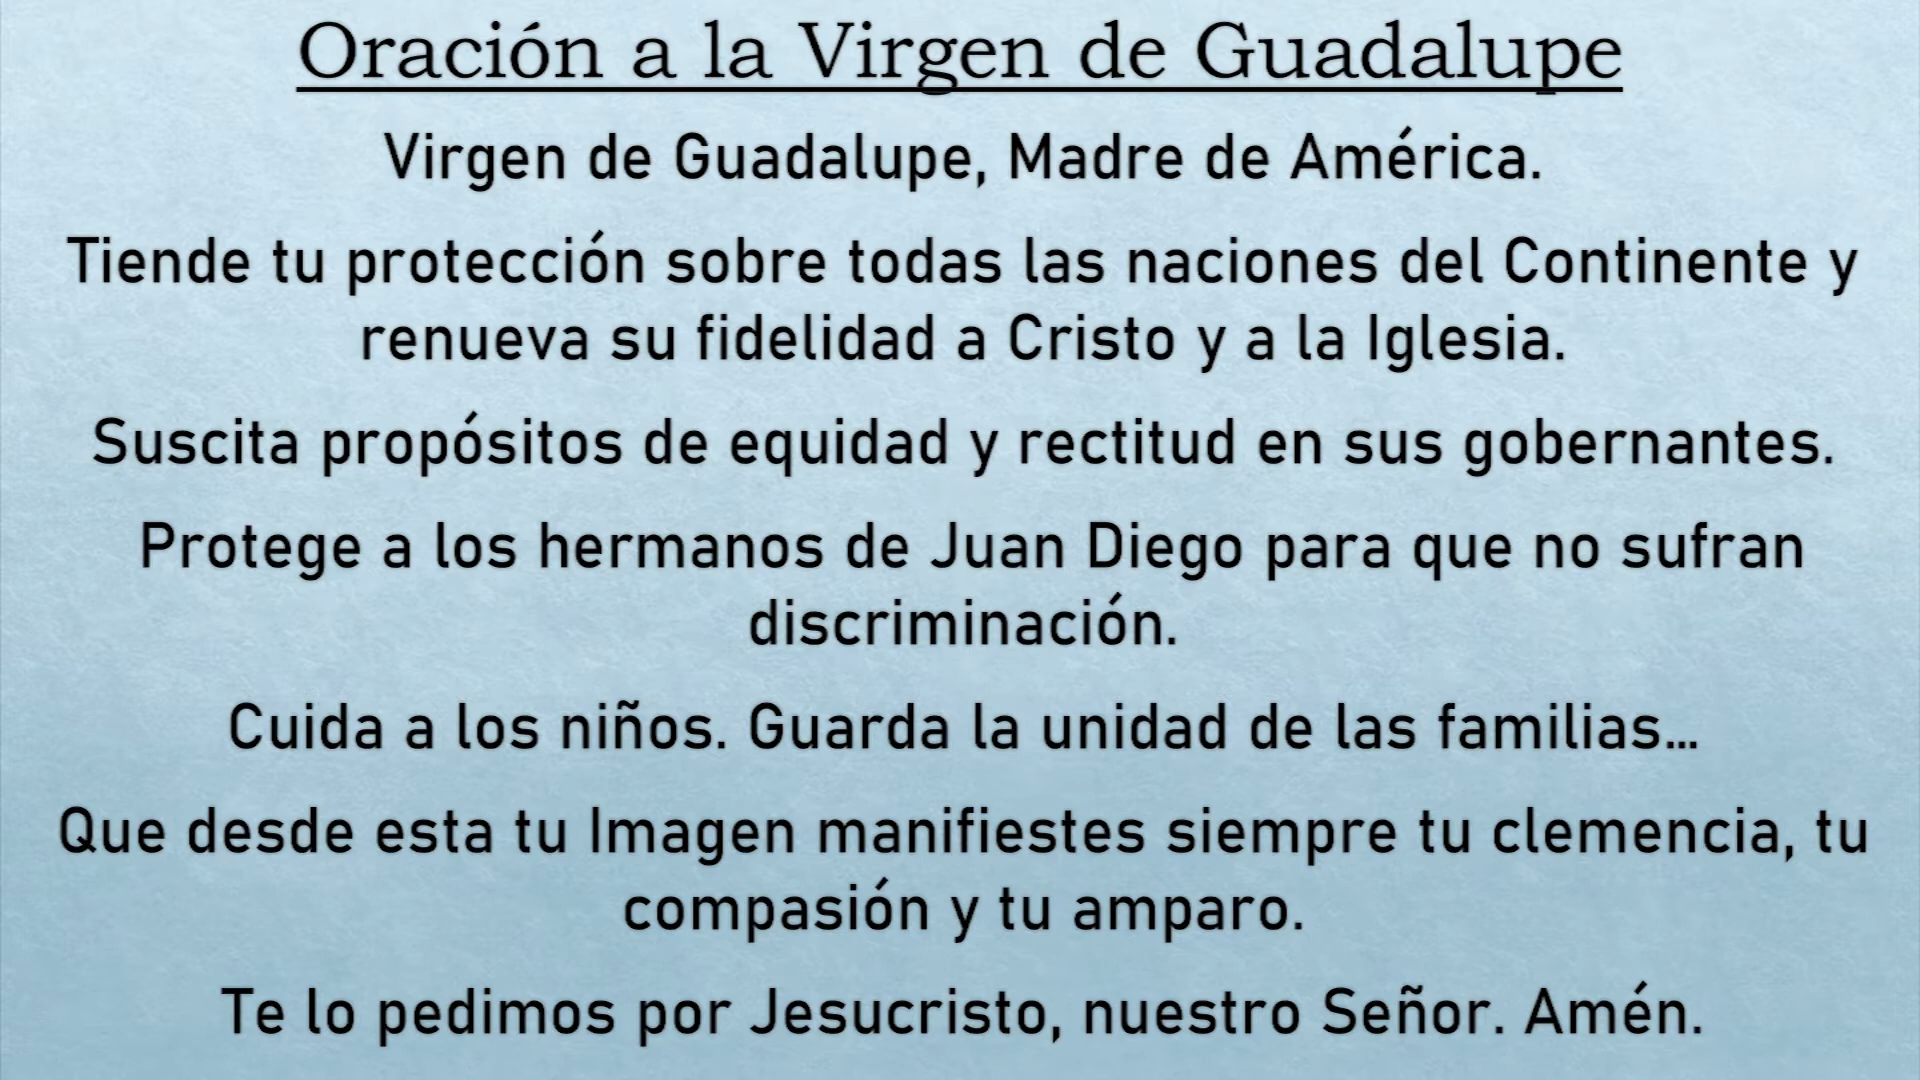 Oración a la Virgen de Guadalupe
Virgen de Guadalupe, Madre de América.
Tiende tu protección sobre todas las naciones del Continente y
renueva su fidelidad a Cristo y a la Iglesia.
Suscita propósitos de equidad y rectitud en sus gobernantes.
Protege a los hermanos de Juan Diego para que no sufran
discriminación.
Cuida a los niños. Guarda la unidad de las familias…
Que desde esta tu Imagen manifiestes siempre tu clemencia, tu
compasión y tu amparo.
Te lo pedimos por Jesucristo, nuestro Señor. Amén.